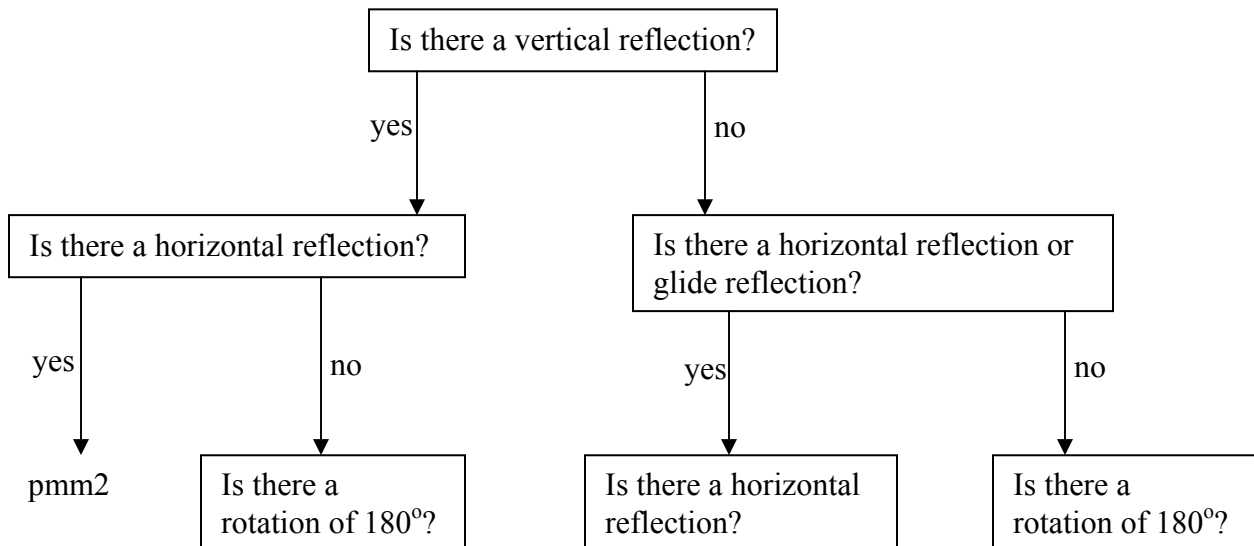 Is there a vertical reflection?
yes
no
Is there a horizontal reflection?
Is there a horizontal reflection or
glide reflection?
yes
no
yes
no
pmm2
Is there a
rotation of 180°?
Is there a horizontal
reflection?
Is there a
rotation of 180°?